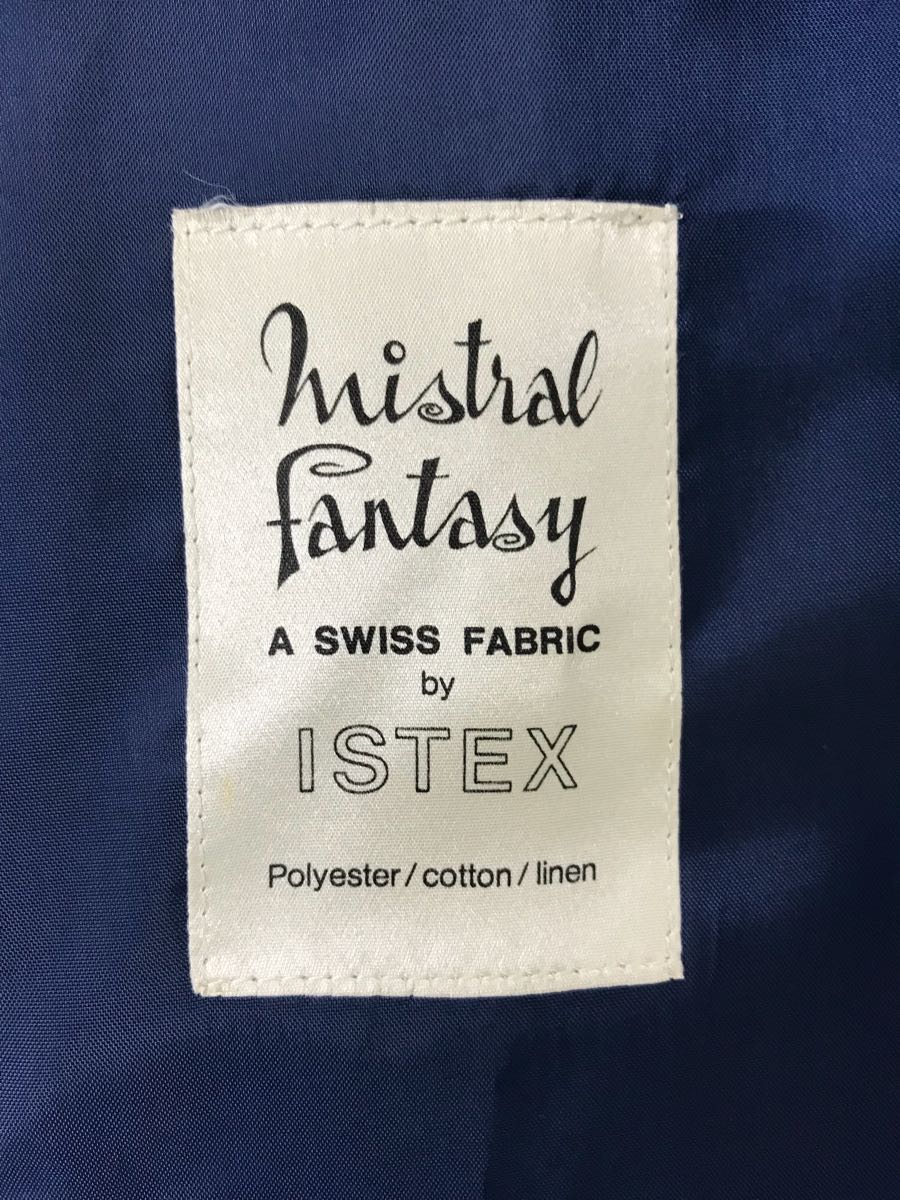 Mistral
Fantasy
A SWISS FABRIC
by
ISTEX
Polyester/cotton/linen